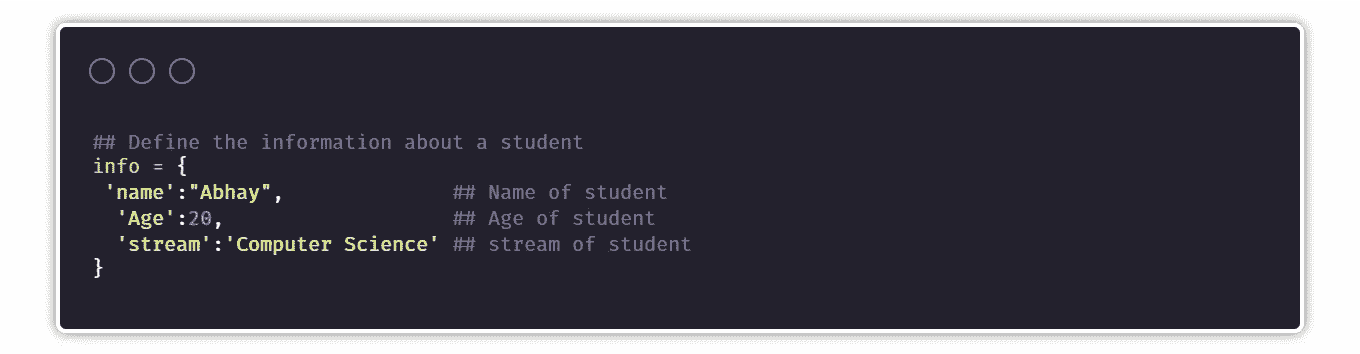 ## Define the information about a student
info = {
 'name':"Abhay",              ## Name of student
  'Age':20,                   ## Age of student
  'stream':'Computer Science' ## stream of student
}